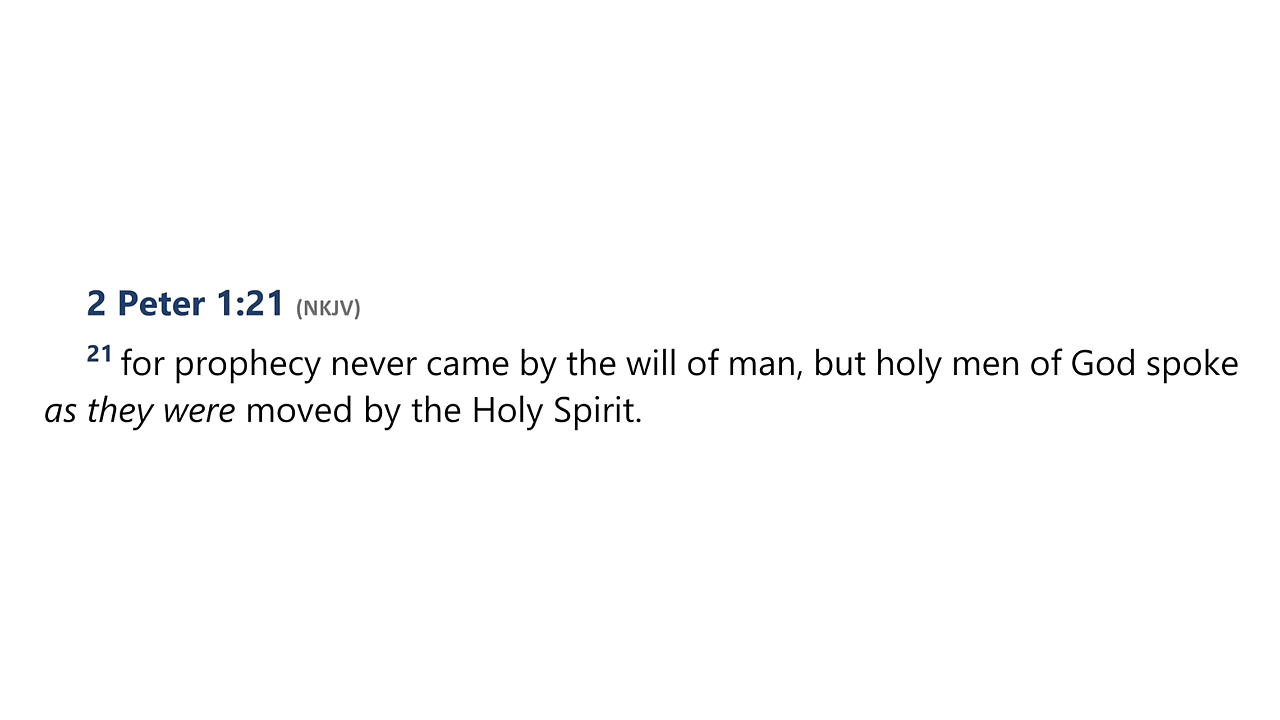 2 Peter 1:21 (NKJV)
21 for prophecy never came by the will of man, but holy men of God spoke
as they were moved by the Holy Spirit.